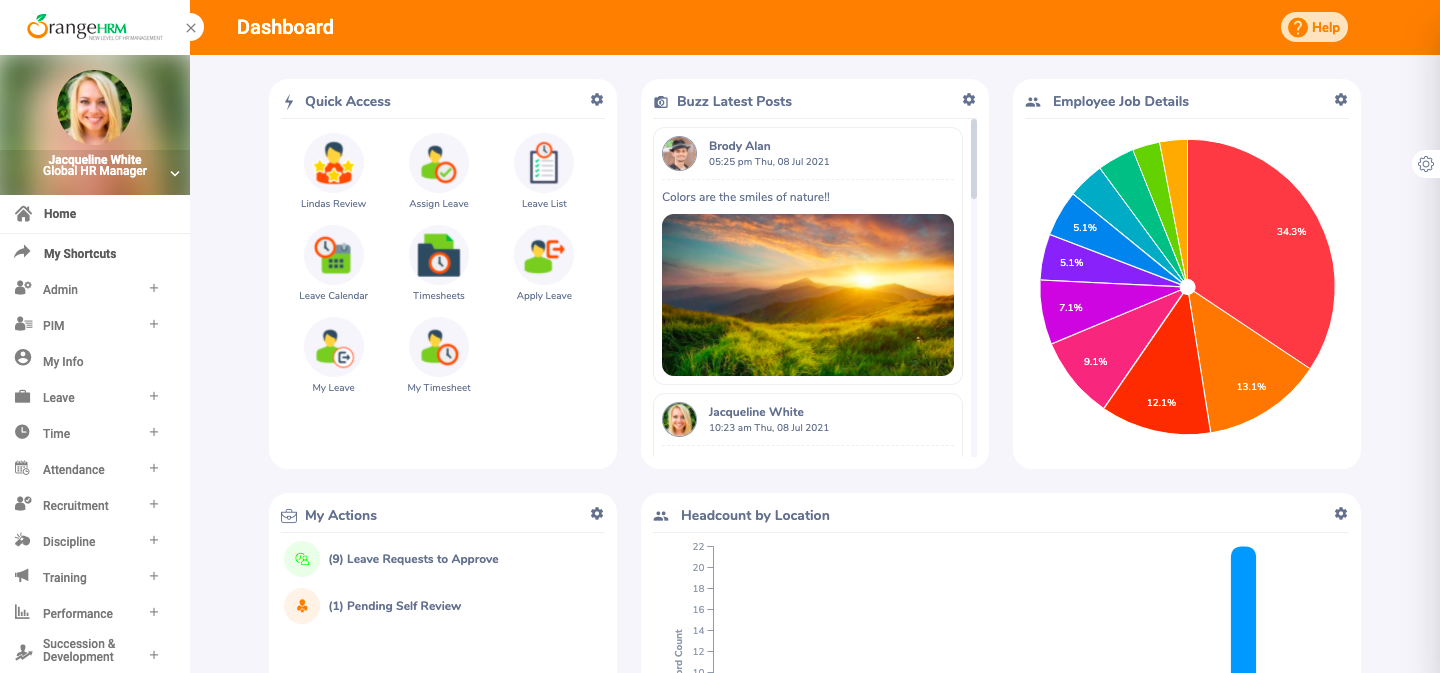 OrangeHRM
NEW LEVEL OF HR MANAGEMENT
Dashboard
? Help
Jacqueline White
Global HR Manager
Home
My Shortcuts
Admin
PIM
My Info
Leave
Time
Attendance
Recruitment
Discipline
Training
Performance
Succession &
Development
Quick Access
Lindas Review
Assign Leave
Leave List
Leave Calendar
Timesheets
Apply Leave
My Leave
My Timesheet
Buzz Latest Posts
Brody Alan
05:25 pm Thu, 08 Jul 2021
Colors are the smiles of nature!!
Jacqueline White
10:23 am Thu, 08 Jul 2021
Employee Job Details
34.3%
13.1%
12.1%
9.1%
7.1%
5.1%
5.1%
My Actions
(9) Leave Requests to Approve
(1) Pending Self Review
Headcount by Location
22
20
18
16
14
12
10
Count